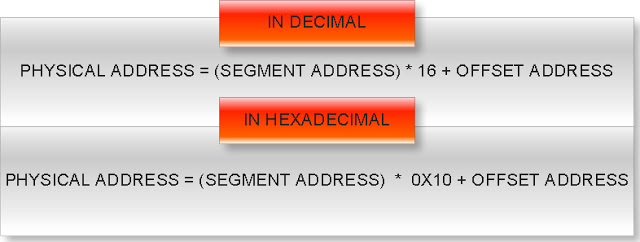 IN DECIMAL
PHYSICAL ADDRESS = (SEGMENT ADDRESS) * 16 + OFFSET ADDRESS
IN HEXADECIMAL
PHYSICAL ADDRESS = (SEGMENT ADDRESS) * 0X10 + OFFSET ADDRESS